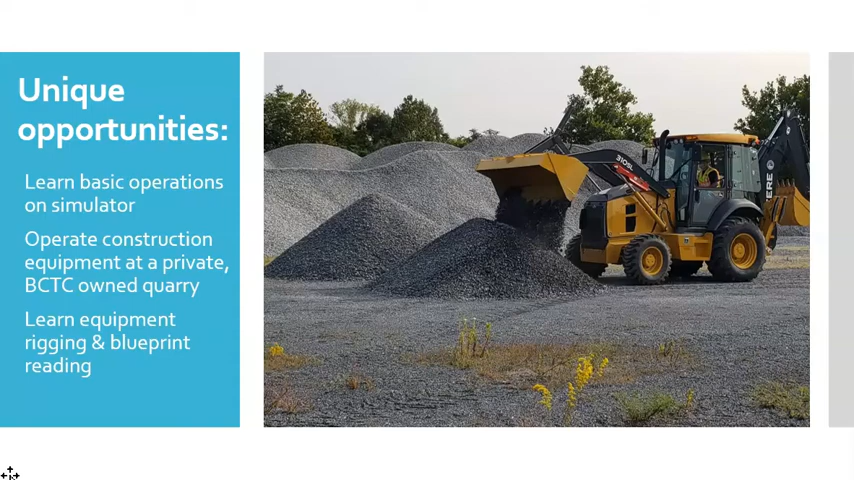 Unique
opportunities:
Learn basic operations
on simulator
Operate construction
equipment at a private,
BCTC owned quarry
Learn equipment
rigging & blueprint
reading
310SL
DEERE